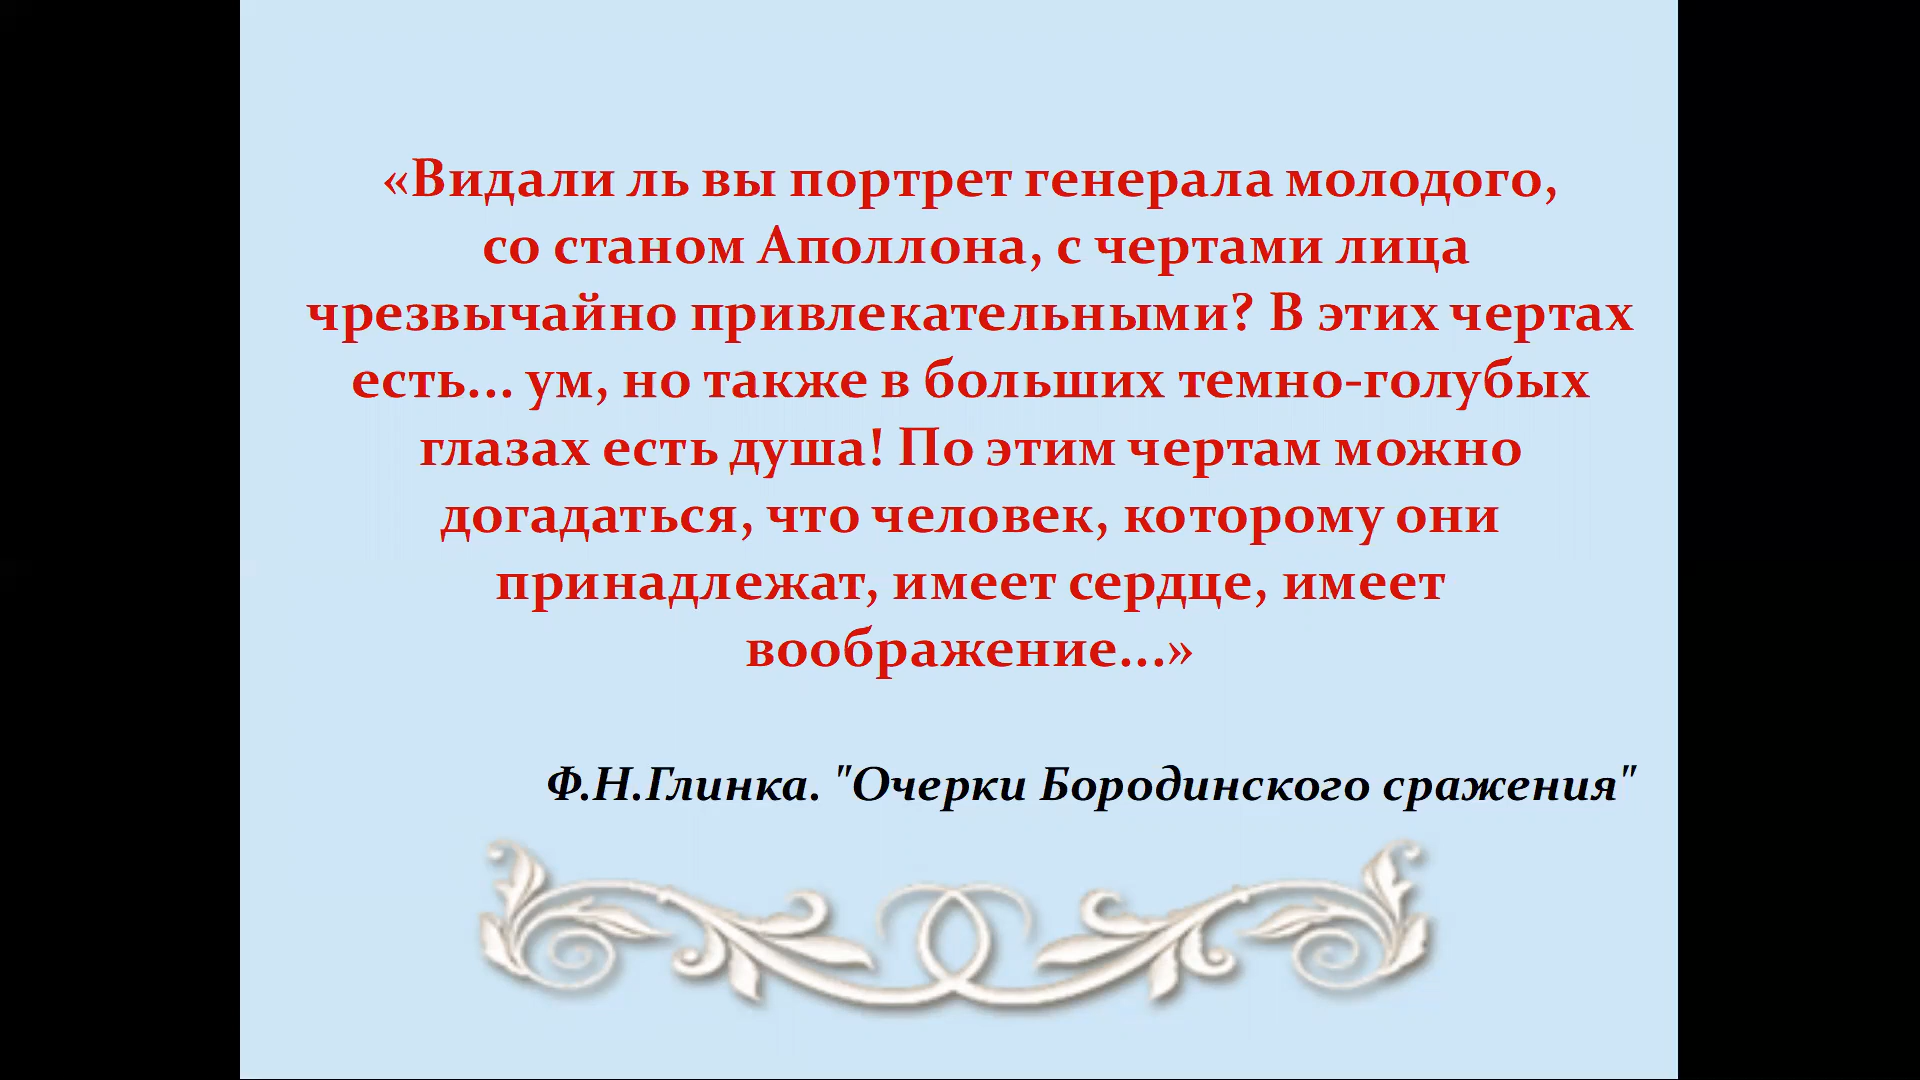 «Видали ль вы портрет генерала молодого,
со станом Аполлона, с чертами лица
чрезвычайно привлекательными? В этих чертах
есть... ум, но также в больших темно-голубых
глазах есть душа! По этим чертам можно
догадаться, что человек, которому они
принадлежат, имеет сердце, имеет
воображение...»
Ф.Н.Глинка. "Очерки Бородинского сражения"